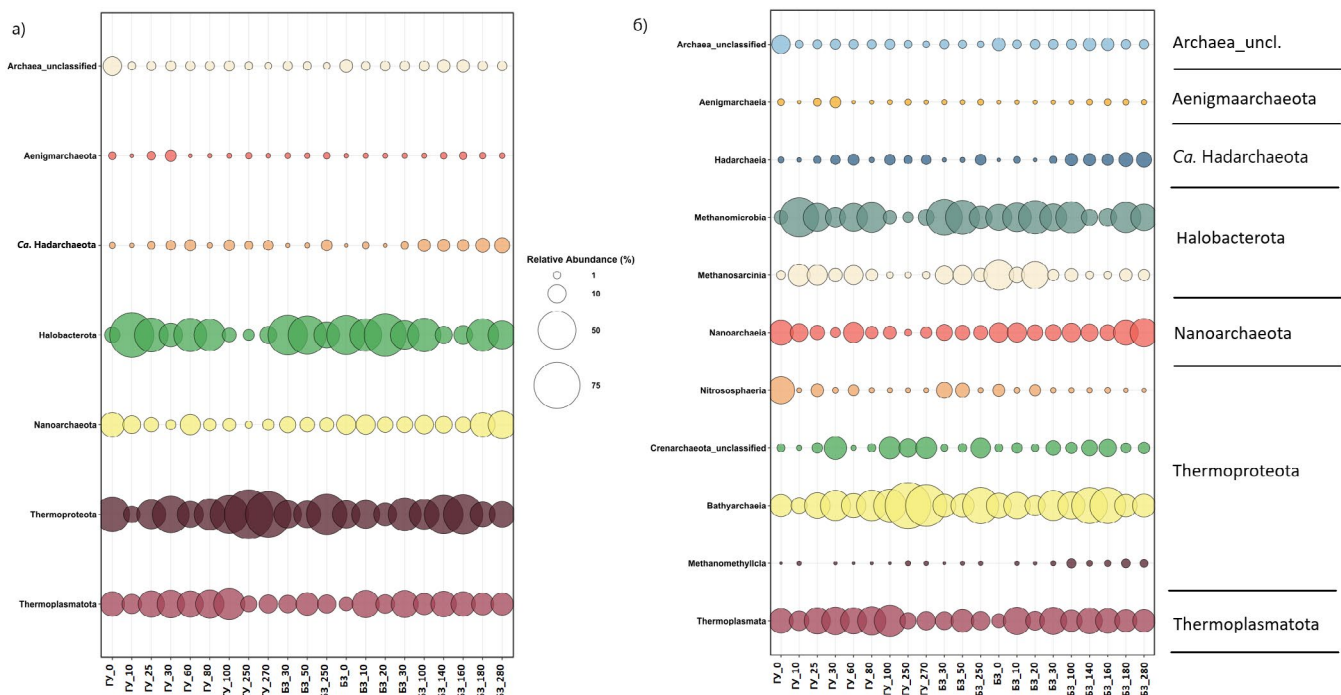 а)
Archaea_unclassified
Aenigmarchaeota
Ca. Hadarchaeota
Halobacterota
Nanoarchaeota
Thermoproteota
Thermoplasmatota
ГУ_0
ГУ_10
ГУ_25
ГУ_30
ГУ_60
ГУ_80
ГУ_100
ГУ_250
ГУ_270
БЗ_30
БЗ_50
БЗ_250
БЗ_0
БЗ_10
БЗ_20
БЗ_30
БЗ_100
БЗ_140
БЗ_160
БЗ_180
БЗ_280
Relative Abundance (%)
1
10
50
75
б)
Archaea_unclassified
Aenigmarchaeia
Hadarchaeia
Methanomicrobia
Methanosarcinia
Nanoarchaeia
Nitrososphaeria
Crenarchaeota_unclassified
Bathyarchaeia
Methanomethyllcia
Thermoplasmata
ГУ_0
ГУ_10
ГУ_25
ГУ_30
ГУ_60
ГУ_80
ГУ_100
ГУ_250
ГУ_270
БЗ_30
БЗ_50
БЗ_250
БЗ_0
БЗ_10
БЗ_20
БЗ_30
БЗ_100
БЗ_140
БЗ_160
БЗ_180
БЗ_280
Archaea_uncl.
Aenigmaarchaeota
Ca. Hadarchaeota
Halobacterota
Nanoarchaeota
Thermoproteota
Thermoplasmatota